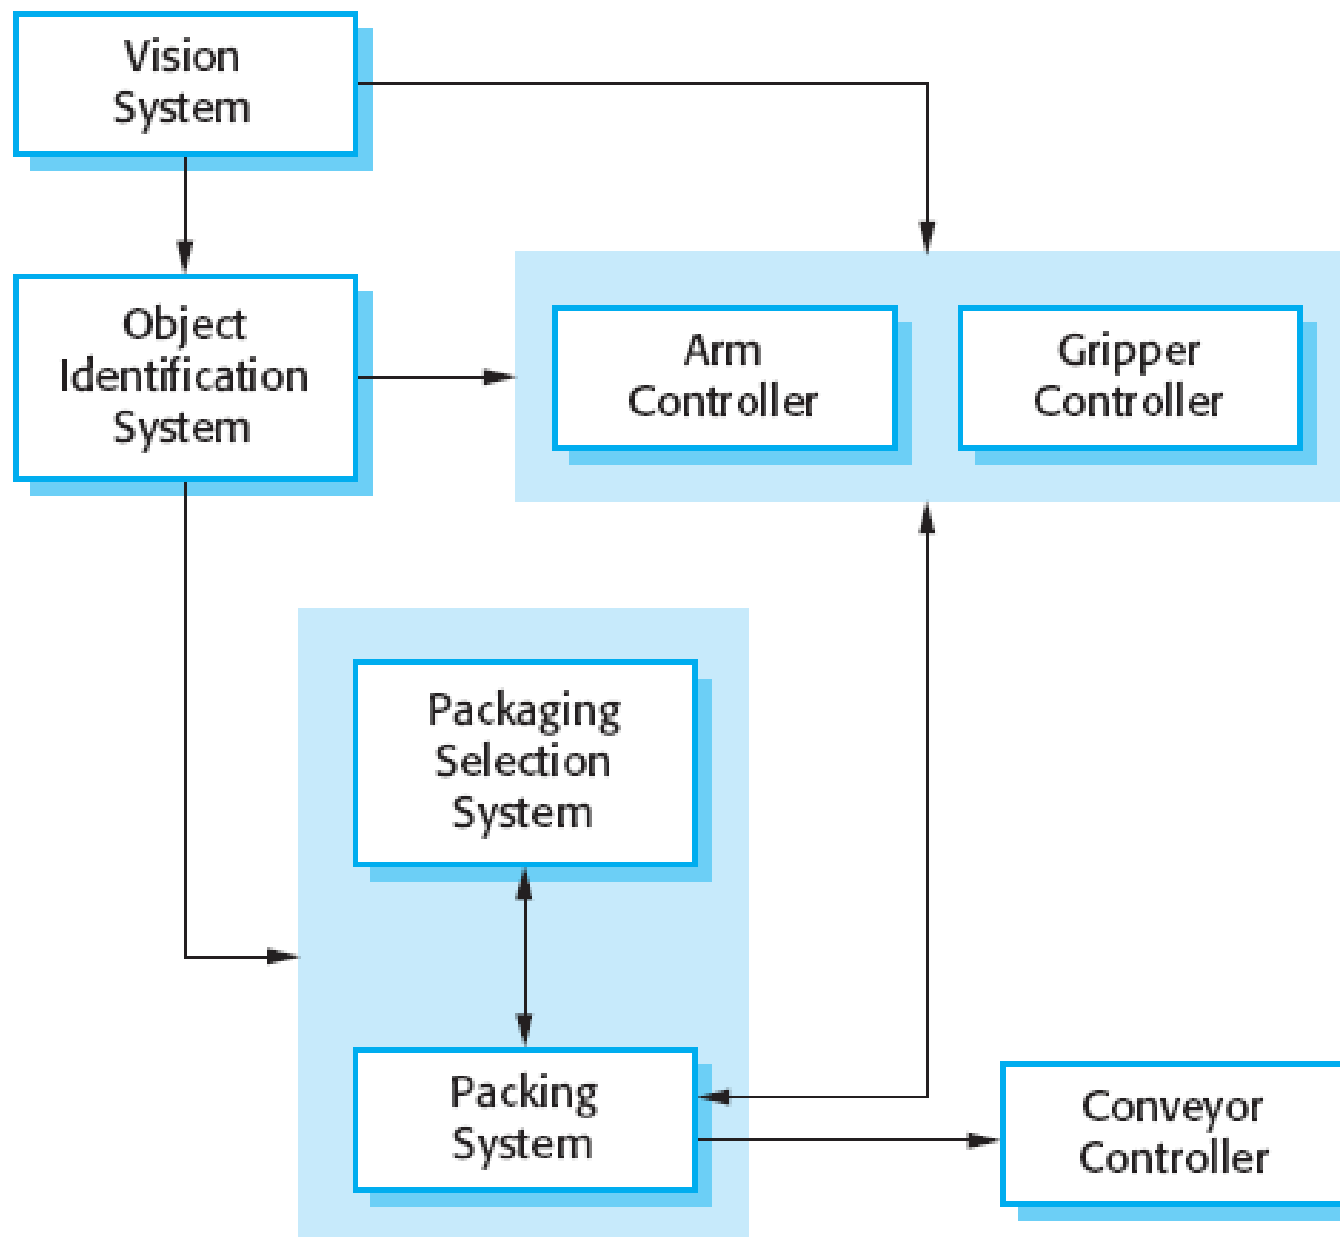 Vision
System
Object
Identification
System
Arm
Controller
Gripper
Controller
Packaging
Selection
System
Packing
System
Conveyor
Controller